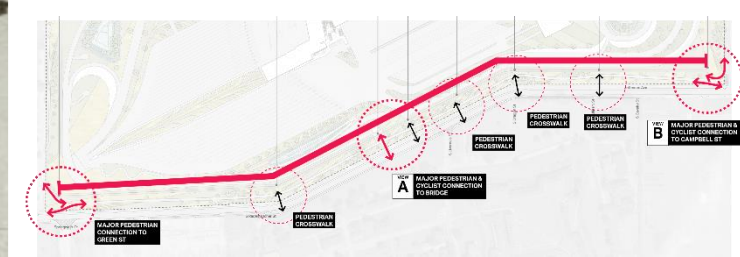 MAJOR PEDESTRIAN
CONNECTION TO
GREEN ST
PEDESTRIAN
CROSSWALK
VIEW
A
MAJOR PEDESTRIAN &
CYCLIST CONNECTION
TO BRIDGE
PEDESTRIAN
CROSSWALK
PEDESTRIAN
CROSSWALK
PEDESTRIAN
CROSSWALK
VIEW
B
MAJOR PEDESTRIAN &
CYCLIST CONNECTION
TO CAMPBELL ST